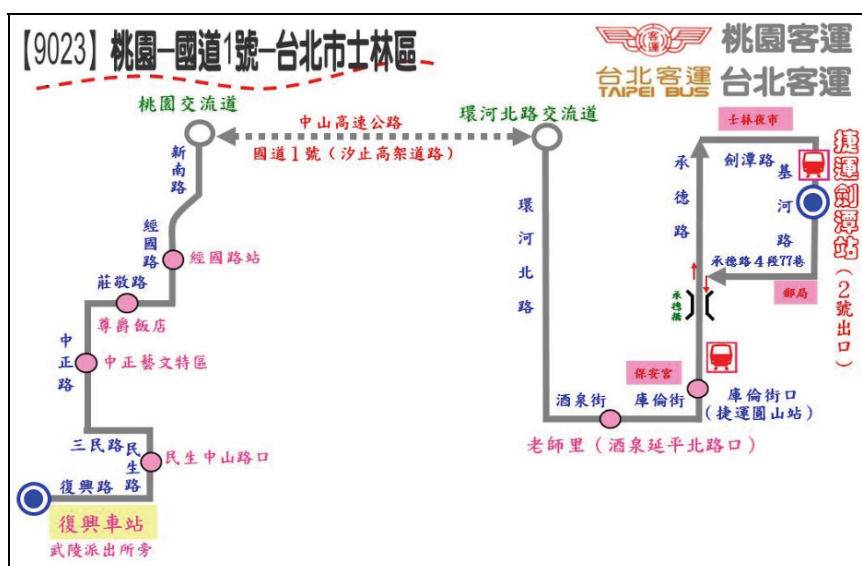 【9023】桃園－國道1號－台北市士林區
客運
桃園客運
台北客運
TAIPEI BUS
台北客運
桃園交流道
中山高速公路
國道1號（汐止高架道路）
環河北路交流道
新南路
經國路
經國路站
莊敬路
尊爵飯店
中正路
中正藝文特區
三民路
民生路
民生中山路口
復興路
復興車站
武陵派出所旁
環河北路
酒泉街
老師里（酒泉延平北路口）
庫倫街
保安宮
庫倫街口
（捷運圓山站）
承德橋
承德路
士林夜市
劍潭路
基河路
承德路4段77巷
郵局
捷運劍潭站（2號出口）